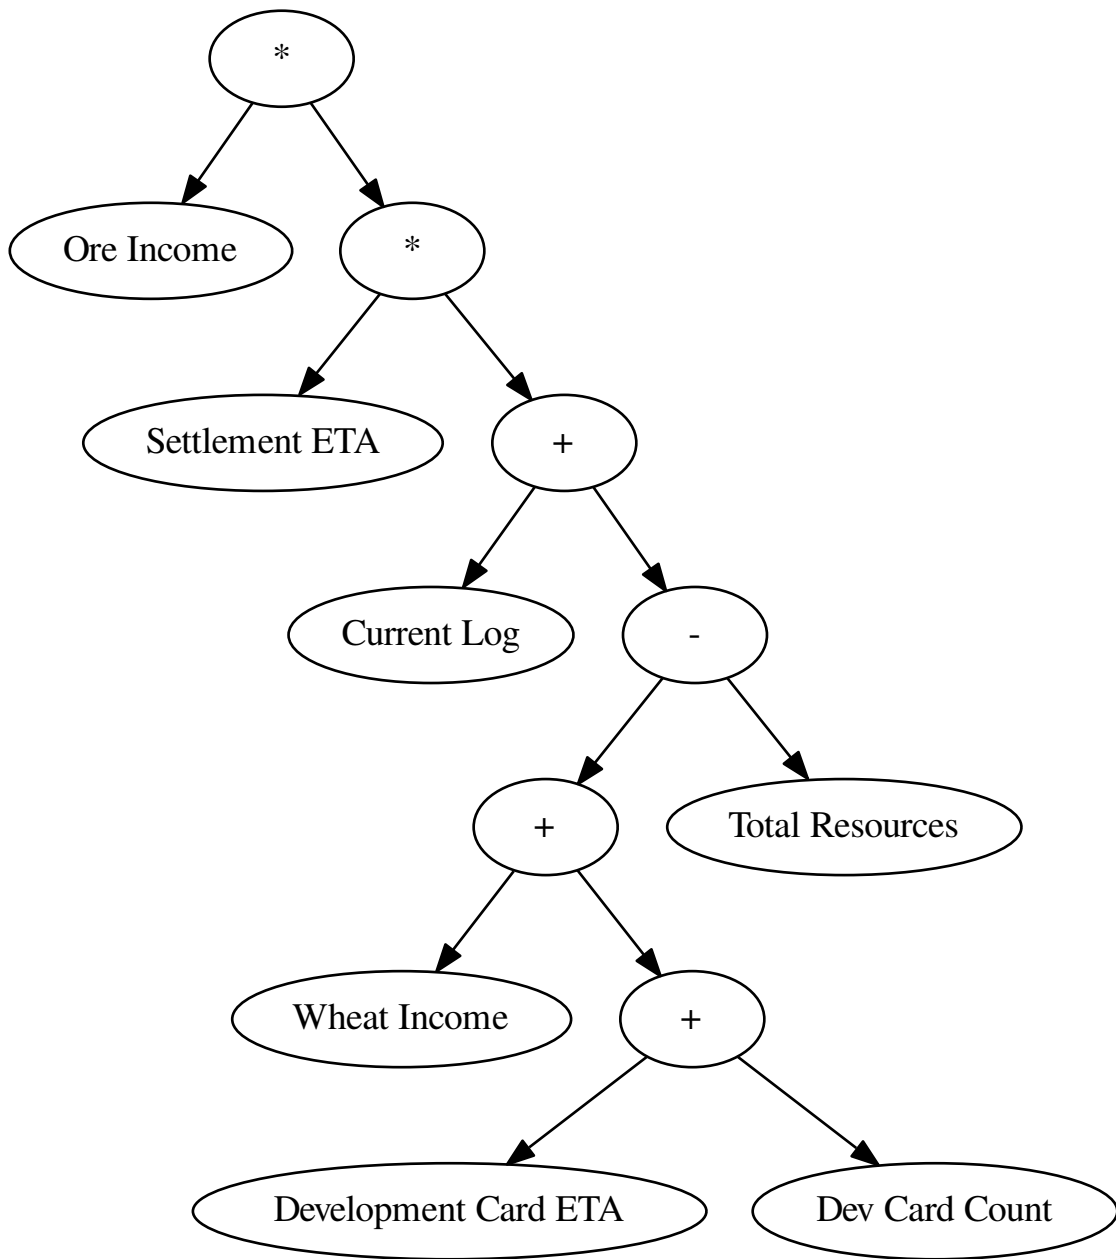 *
Ore Income
*
Settlement ETA
+
Current Log
-
+
Total Resources
Wheat Income
+
Development Card ETA
Dev Card Count